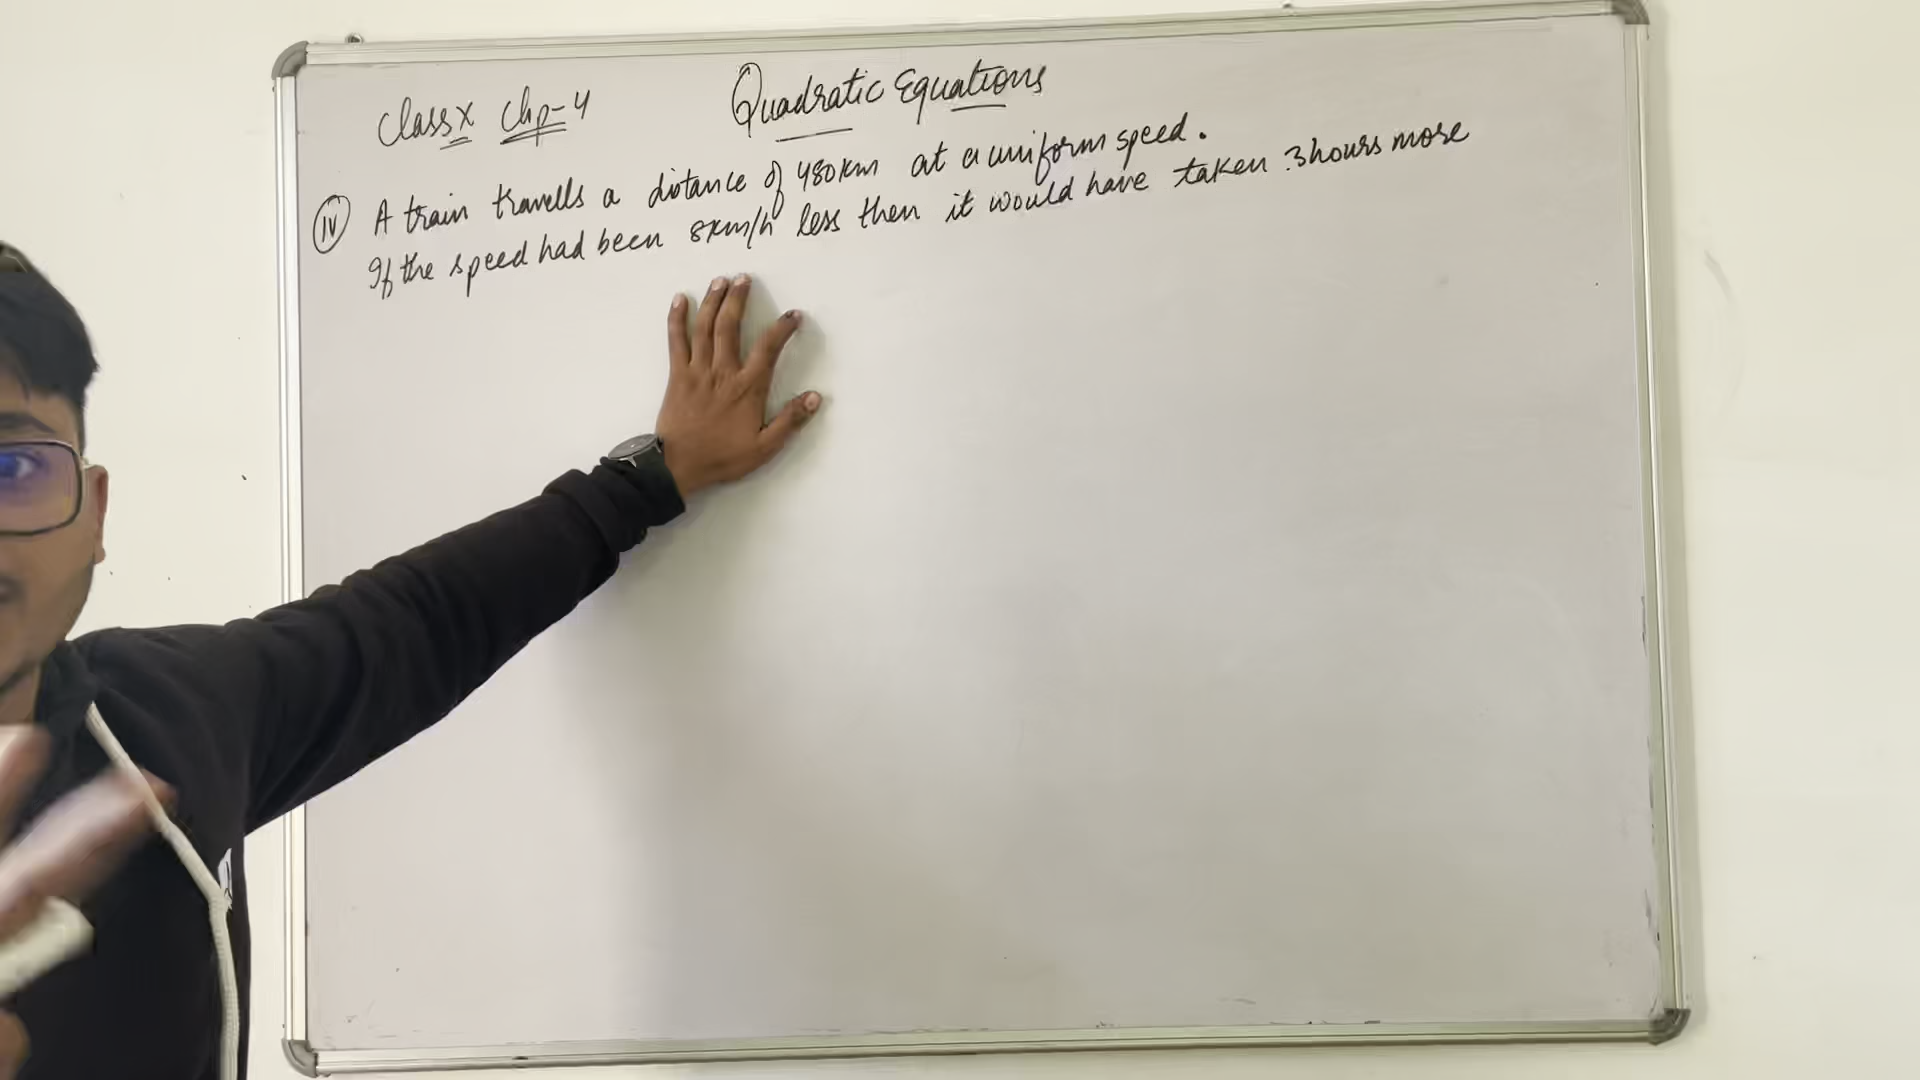 Class X Chp-4 Quadratic Equations
IV A train travells a distance of 480km at a uniform speed.
If the speed had been 8km/h less then it would have taken 3hours more